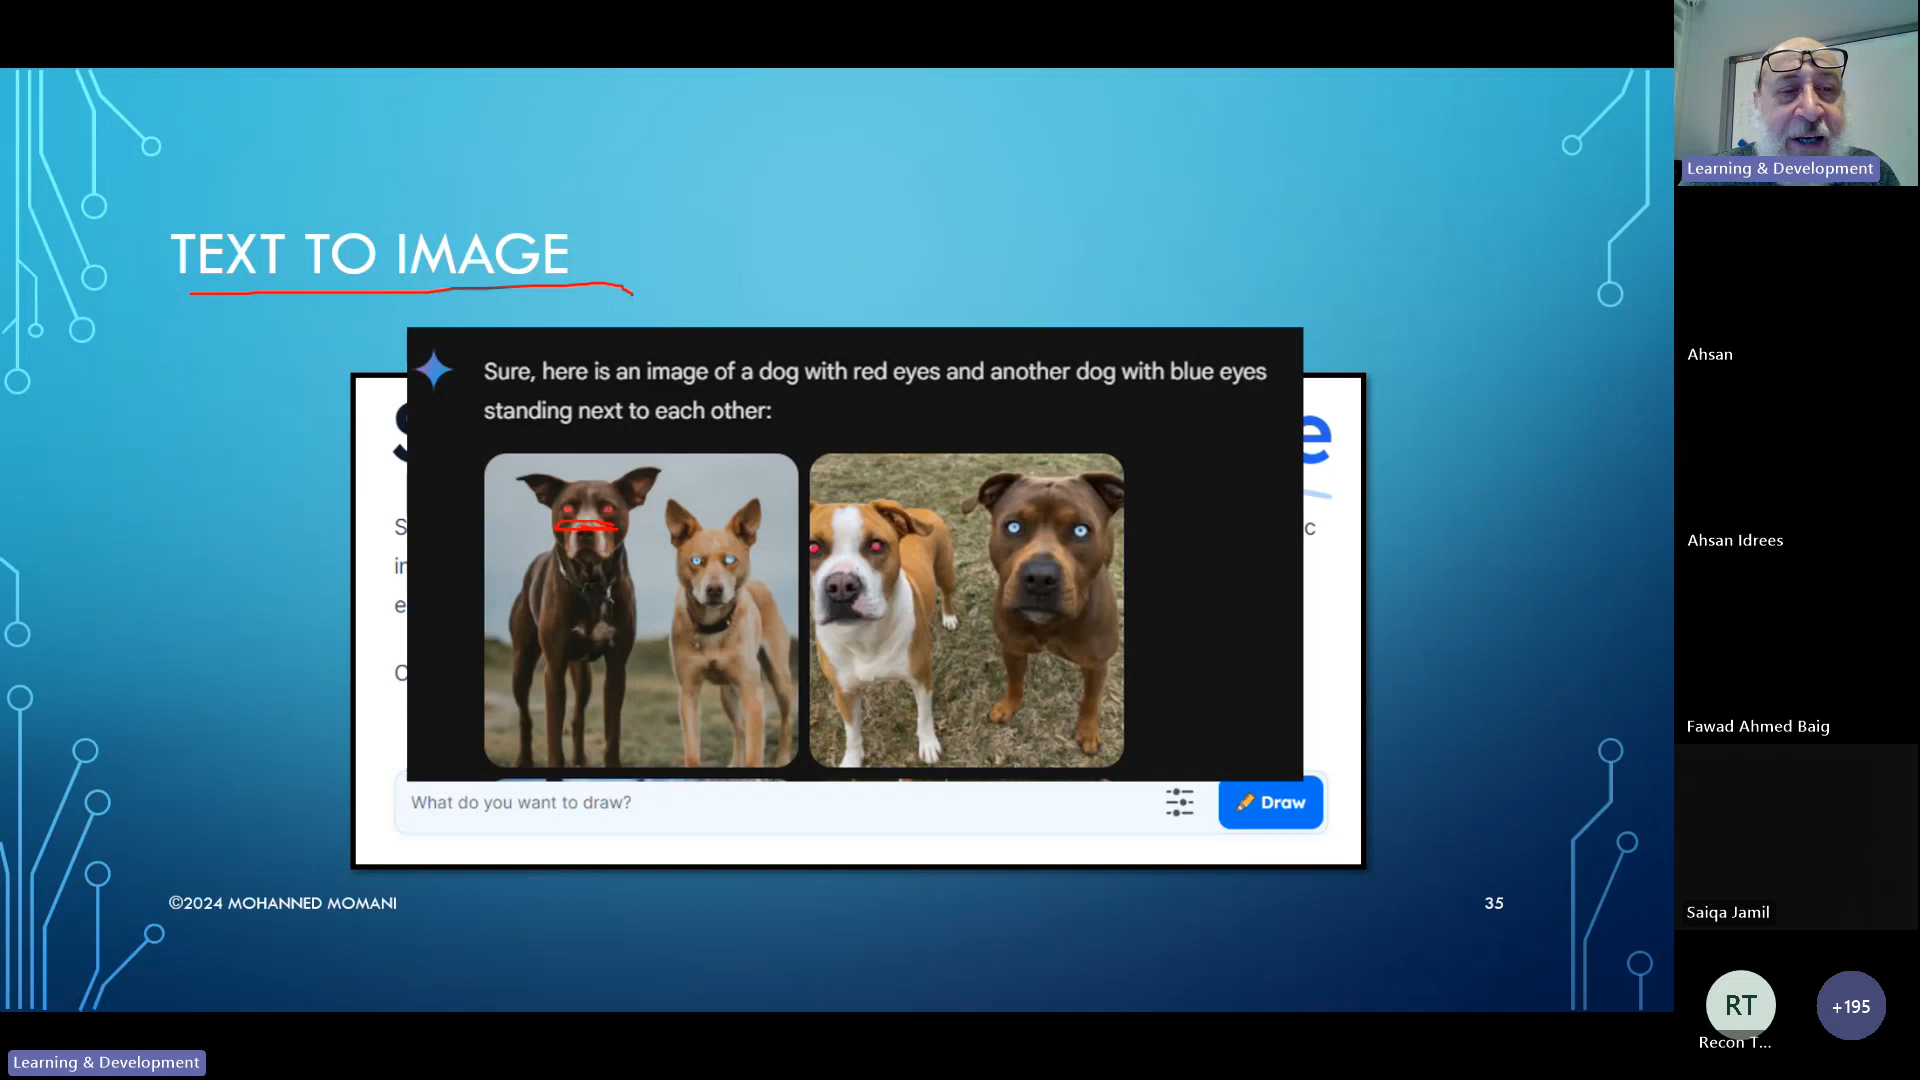 TEXT TO IMAGE
Sure, here is an image of a dog with red eyes and another dog with blue eyes
standing next to each other:
e
S
c
in
e
C
What do you want to draw?
Draw
©2024 MOHANNED MOMANI
35
Learning & Development
Ahsan
Ahsan Idrees
Fawad Ahmed Baig
Saiqa Jamil
RT
+195
Recon T...
Learning & Development